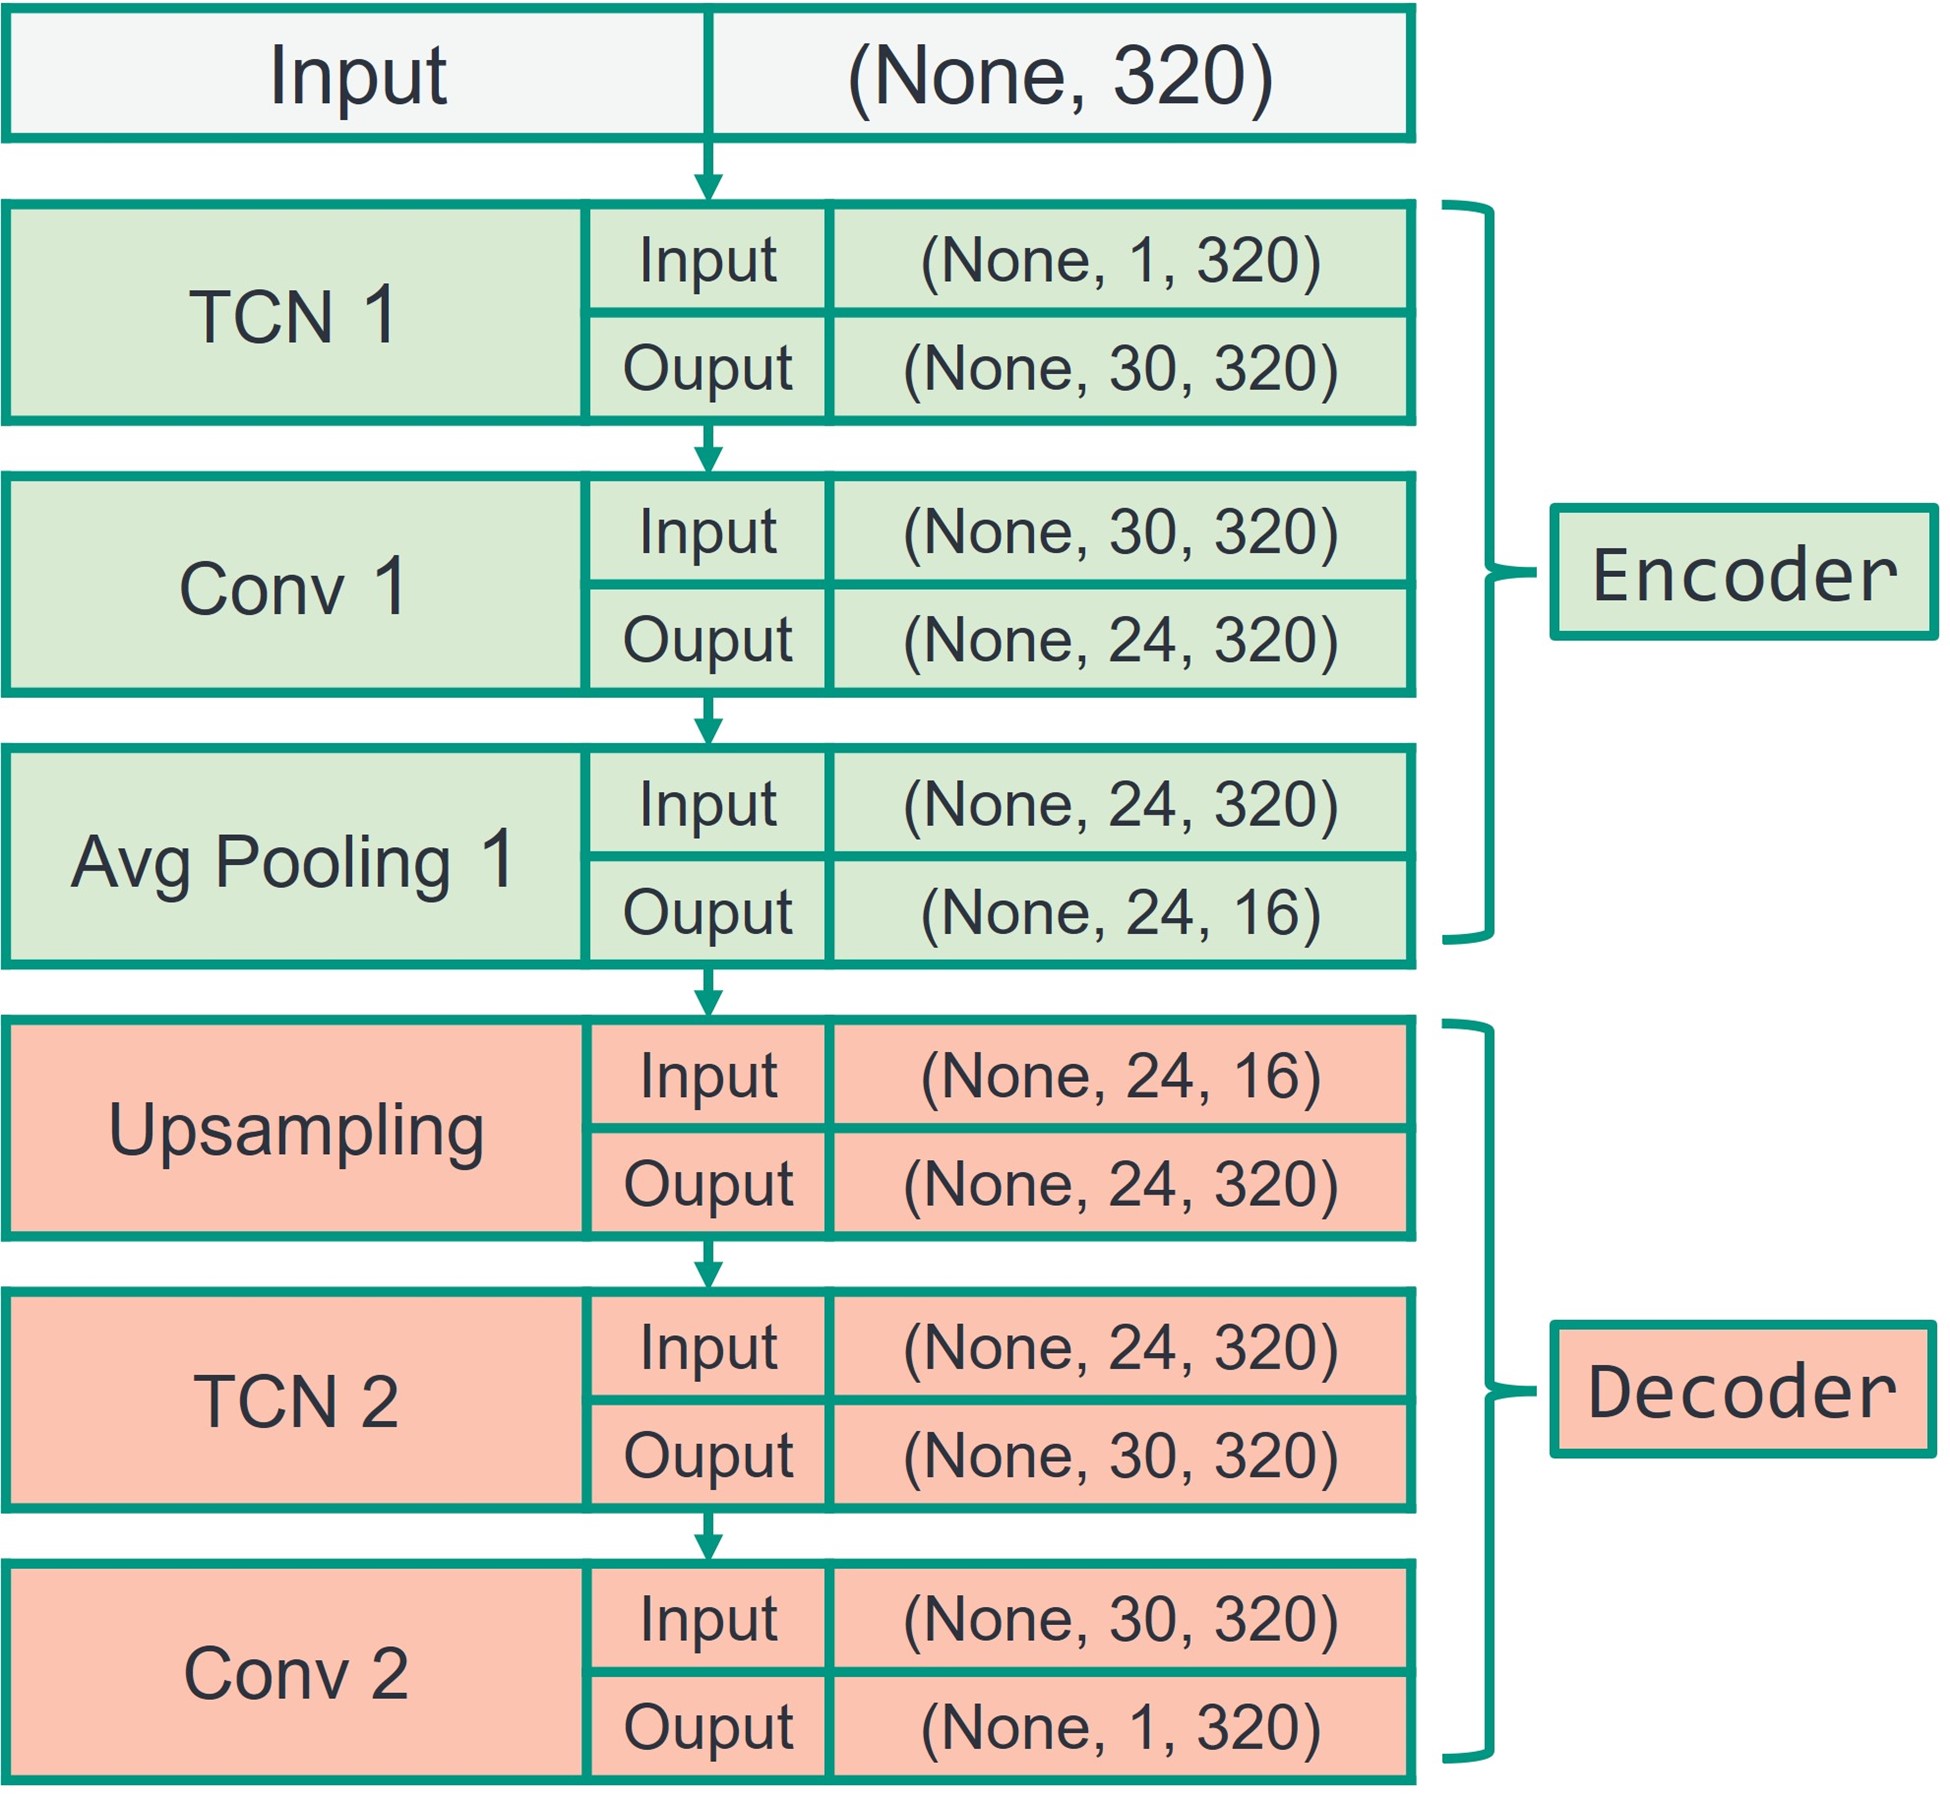 Input (None, 320)
TCN 1
Input (None, 1, 320)
Ouput (None, 30, 320)
Conv 1
Input (None, 30, 320)
Ouput (None, 24, 320)
Avg Pooling 1
Input (None, 24, 320)
Ouput (None, 24, 16)
Encoder
Upsampling
Input (None, 24, 16)
Ouput (None, 24, 320)
TCN 2
Input (None, 24, 320)
Ouput (None, 30, 320)
Conv 2
Input (None, 30, 320)
Ouput (None, 1, 320)
Decoder